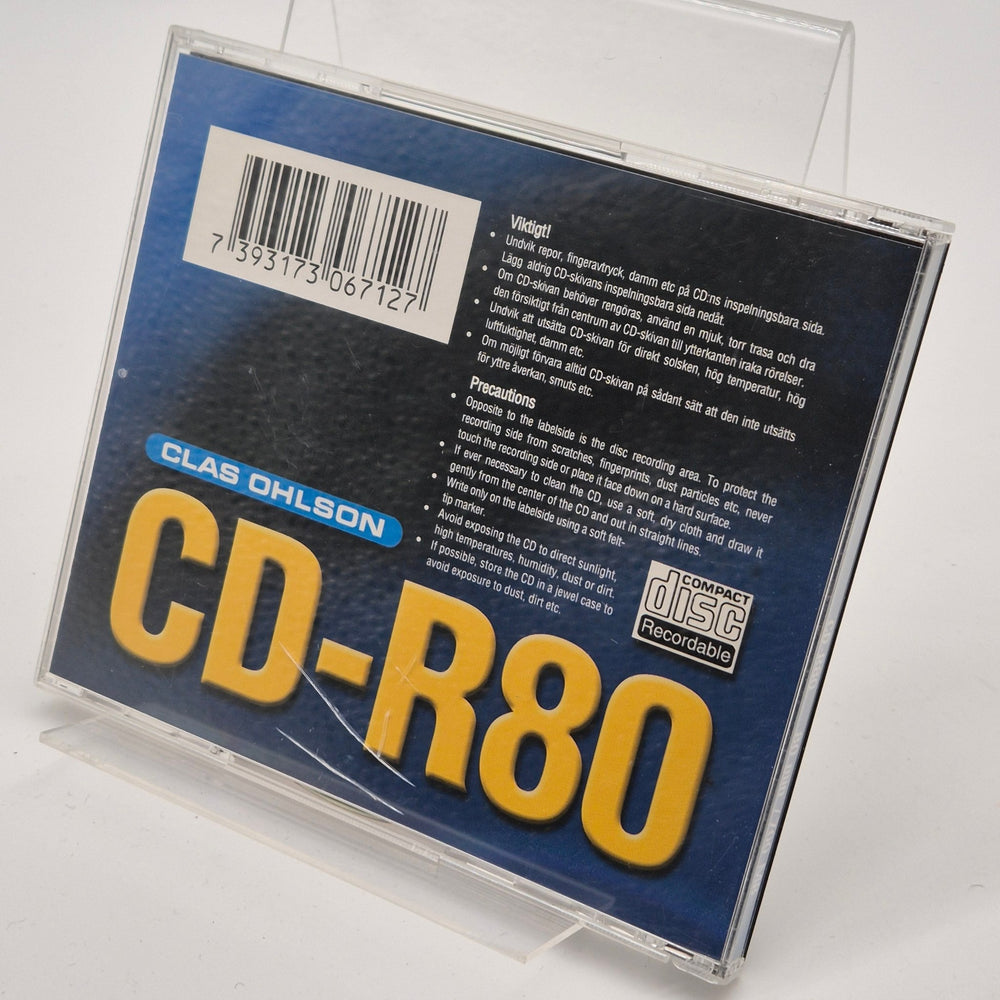 7 393173 067127
Viktigt!
• Undvik repor, fingeravtryck, damm etc på CD:ns inspelningsbara sida.
Lägg aldrig CD-skivans inspelningsbara sida nedåt.
• Om CD-skivan behöver rengöras, använd en mjuk, torr trasa och dra
den försiktigt från centrum av CD-skivan till ytterkanten i raka rörelser.
• Undvik att utsätta CD-skivan för direkt solsken, hög temperatur, hög
luftfuktighet, damm etc.
• Om möjligt förvara alltid CD-skivan på sådant sätt att den inte utsätts
för yttre åverkan, smuts etc.
Precautions
• Opposite to the labelside is the disc recording area. To protect the
recording side from scratches, fingerprints, dust particles etc, never
touch the recording side or place it face down on a hard surface.
• If ever necessary to clean the CD, use a soft, dry cloth and draw it
gently from the center of the CD and out in straight lines.
• Write only on the labelside using a soft felt-
tip marker.
• Avoid exposing the CD to direct sunlight,
high temperatures, humidity, dust or dirt.
• If possible, store the CD in a jewel case to
avoid exposure to dust, dirt etc.
CLAS OHLSON
CD-R80
COMPACT
disc
Recordable